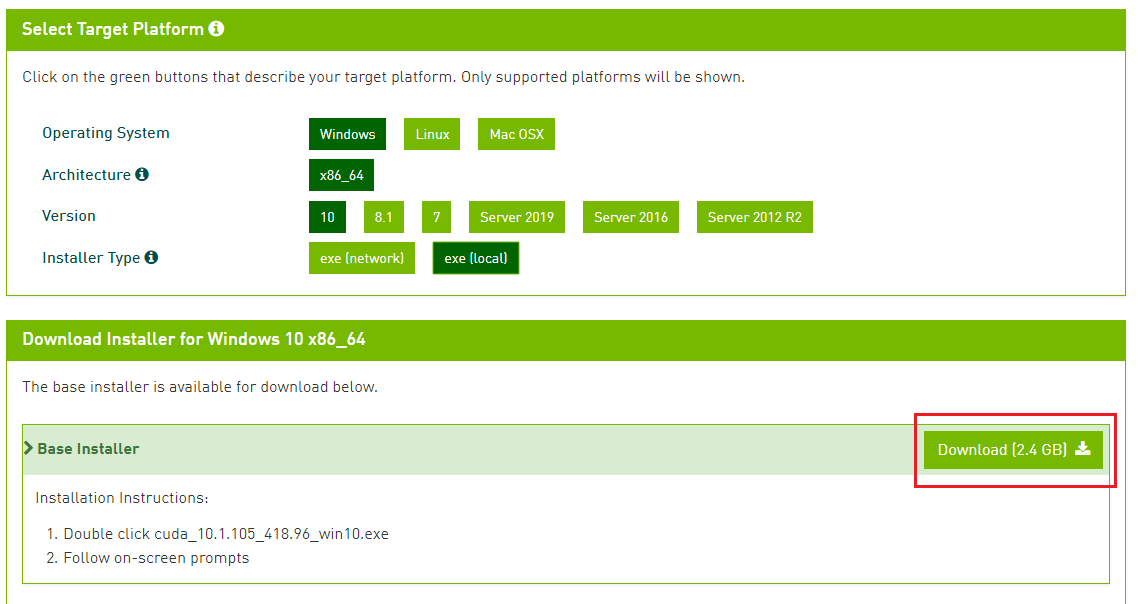 Select Target Platform
Click on the green buttons that describe your target platform. Only supported platforms will be shown.
Operating System Windows Linux Mac OSX
Architecture x86_64
Version 10 8.1 7 Server 2019 Server 2016 Server 2012 R2
Installer Type exe (network) exe (local)
Download Installer for Windows 10 x86_64
The base installer is available for download below.
Base Installer Download (2.4 GB)
Installation Instructions:
1. Double click cuda_10.1.105_418.96_win10.exe
2. Follow on-screen prompts